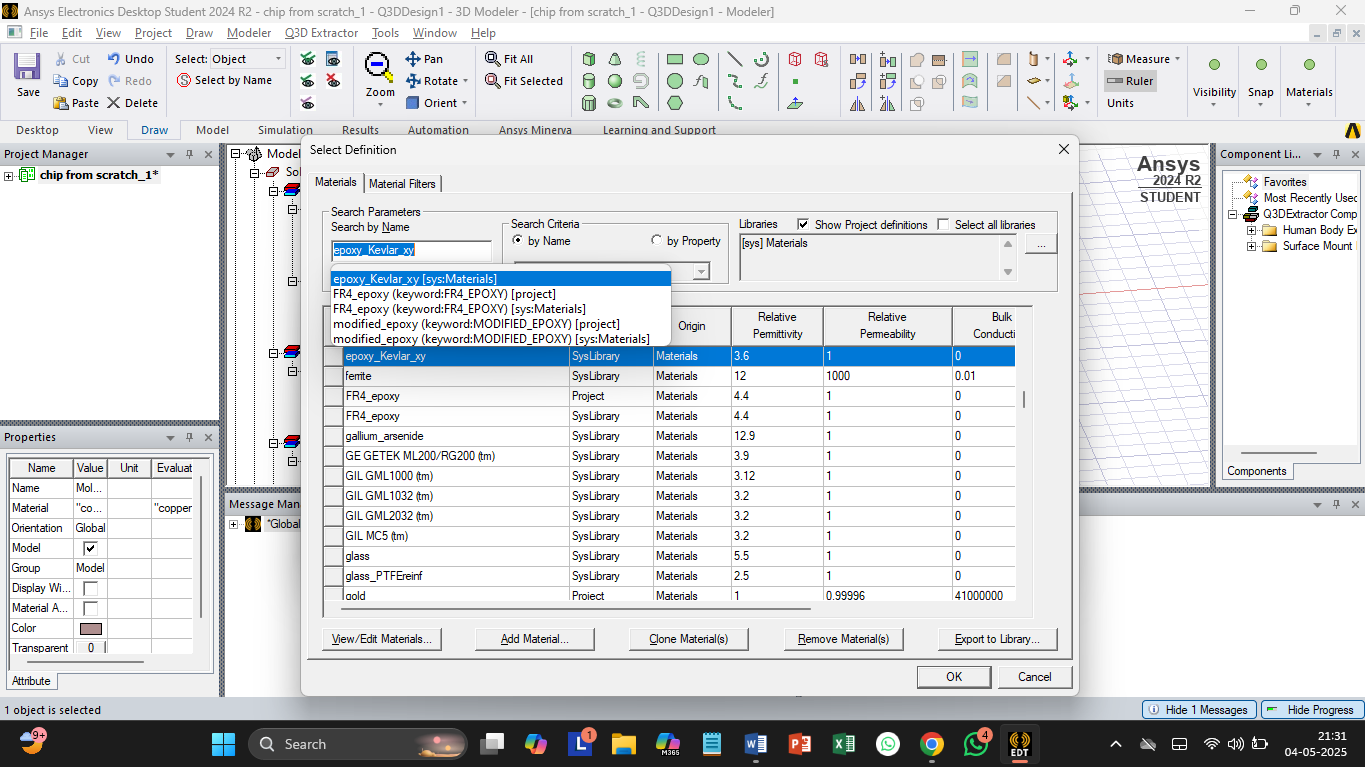 Ansys Electronics Desktop Student 2024 R2 - chip from scratch_1 - Q3DDesign1 - 3D Modeler - [chip from scratch_1 - Q3DDesign1 - Modeler]
File Edit View Project Draw Modeler Q3D Extractor Tools Window Help
Save
Cut Undo
Copy Redo
Paste Delete
Select: Object
Select by Name
Zoom
Pan
Rotate
Orient
Fit All
Fit Selected
Measure
Ruler
Units
Visibility Snap Materials
Desktop View Draw Model Simulation Results Automation Ansys Minerva Learning and Support
Project Manager
chip from scratch_1*
Model
Sol
Select Definition
Materials Material Filters
Search Parameters
Search by Name
epoxy_Kevlar_xy
Search Criteria
by Name by Property
Libraries Show Project definitions Select all libraries
[sys] Materials
...
epoxy_Kevlar_xy [sys:Materials]
FR4_epoxy (keyword:FR4_EPOXY) [project]
FR4_epoxy (keyword:FR4_EPOXY) [sys:Materials]
modified_epoxy (keyword:MODIFIED_EPOXY) [project]
modified_epoxy (keyword:MODIFIED_EPOXY) [sys:Materials]
Origin Relative Permittivity Relative Permeability Bulk Conducti
epoxy_Kevlar_xy SysLibrary Materials 3.6 1 0
ferrite SysLibrary Materials 12 1000 0.01
FR4_epoxy Project Materials 4.4 1 0
FR4_epoxy SysLibrary Materials 4.4 1 0
gallium_arsenide SysLibrary Materials 12.9 1 0
GE GETEK ML200/RG200 (tm) SysLibrary Materials 3.9 1 0
GIL GML1000 (tm) SysLibrary Materials 3.12 1 0
GIL GML1032 (tm) SysLibrary Materials 3.2 1 0
GIL GML2032 (tm) SysLibrary Materials 3.2 1 0
GIL MC5 (tm) SysLibrary Materials 3.2 1 0
glass SysLibrary Materials 5.5 1 0
glass_PTFEreinf SysLibrary Materials 2.5 1 0
gold Project Materials 1 0.99996 41000000
View/Edit Materials... Add Material... Clone Material(s) Remove Material(s) Export to Library...
OK Cancel
Ansys
2024 R2
STUDENT
Component Li...
Favorites
Most Recently Used
Q3DExtractor Comp
Human Body Ex
Surface Mount
Components
Properties
Name Value Unit Evaluat
Name Mol...
Material "co... "copper
Orientation Global
Model
Group Model
Display Wi...
Material A...
Color
Transparent 0
Attribute
Message Man
"Global
1 object is selected
Hide 1 Messages Hide Progress
9+
Search
1
M365
4
EDT
21:31
04-05-2025